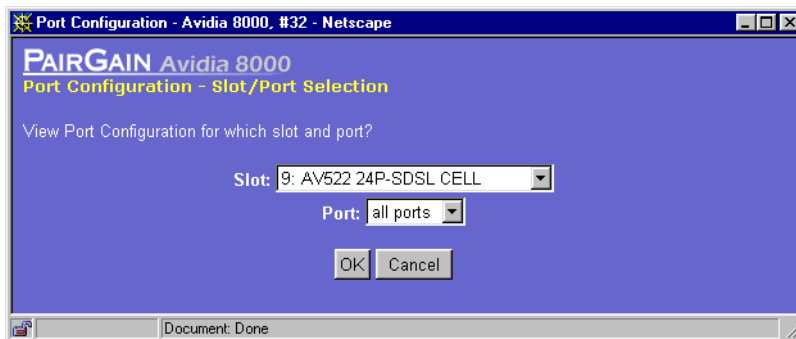 Port Configuration - Avidia 8000, #32 - Netscape
PAIRGAIN Avidia 8000
Port Configuration - Slot/Port Selection
View Port Configuration for which slot and port?
Slot: 9: AV522 24P-SDSL CELL
Port: all ports
OK Cancel
Document: Done